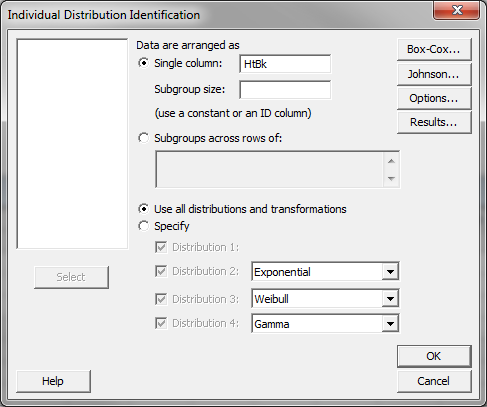 Individual Distribution Identification
Data are arranged as
Single column: HtBk
Subgroup size:
(use a constant or an ID column)
Subgroups across rows of:
Box-Cox...
Johnson...
Options...
Results...
Use all distributions and transformations
Specify
Distribution 1:
Distribution 2: Exponential
Distribution 3: Weibull
Distribution 4: Gamma
Select
OK
Help
Cancel